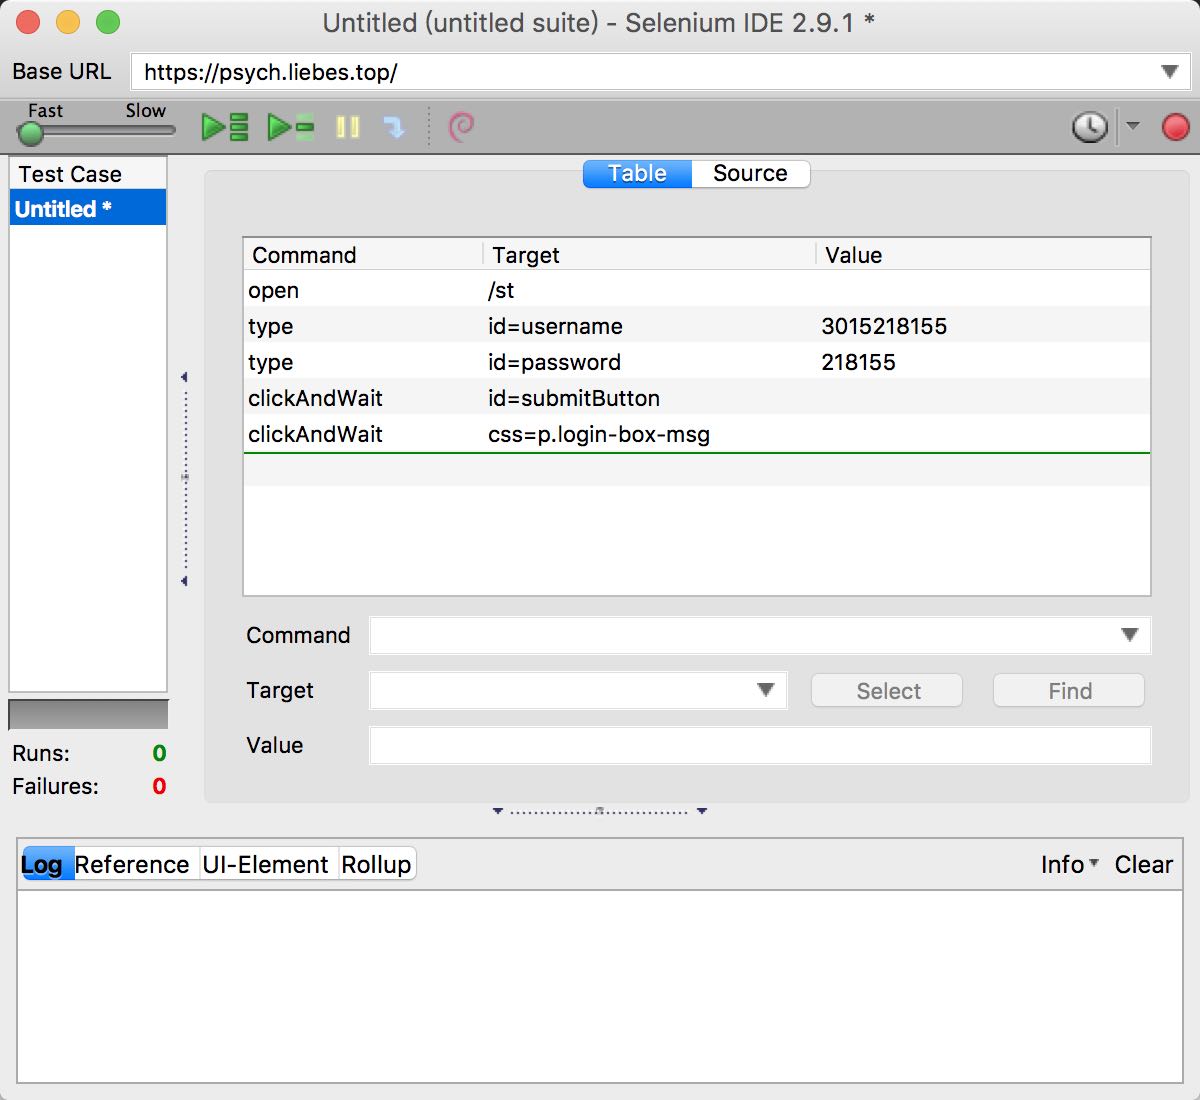 Untitled (untitled suite) - Selenium IDE 2.9.1 *
Base URL https://psych.liebes.top/
Fast Slow
Test Case
Untitled *
Table Source
Command Target Value
open /st
type id=username 3015218155
type id=password 218155
clickAndWait id=submitButton
clickAndWait css=p.login-box-msg
Command
Target Select Find
Value
Runs: 0
Failures: 0
Log Reference UI-Element Rollup Info Clear